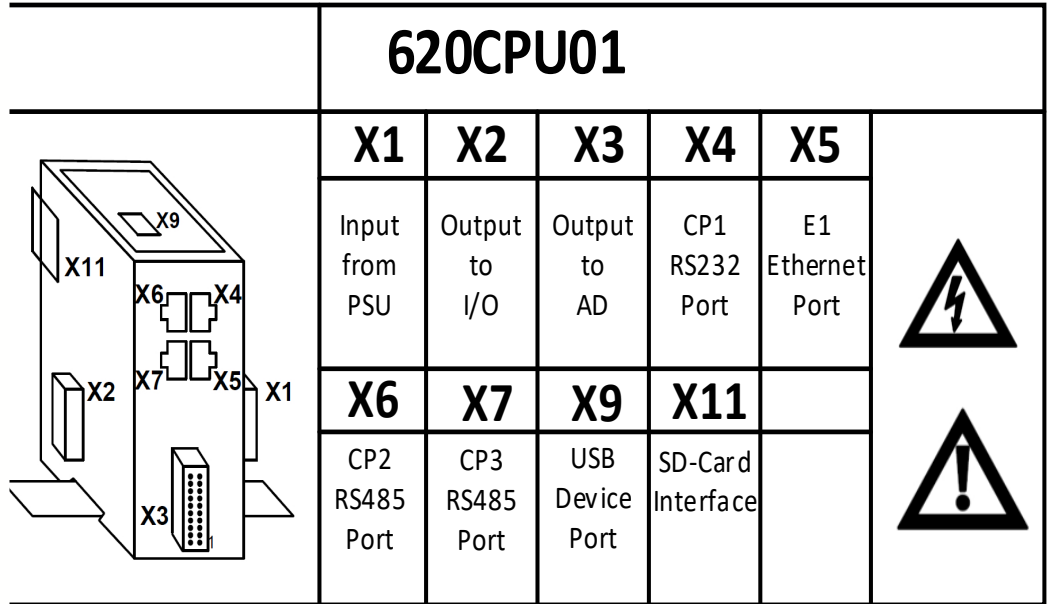 620CPU01
X1 X2 X3 X4 X5
Input Output Output CP1 E1
from to to RS232 Ethernet
PSU I/O AD Port Port
X6 X7 X9 X11
CP2 CP3 USB SD-Card
RS485 RS485 Device Interface
Port Port Port
X9
X11
X6 X4
X7 X5
X2 X1
X3
1